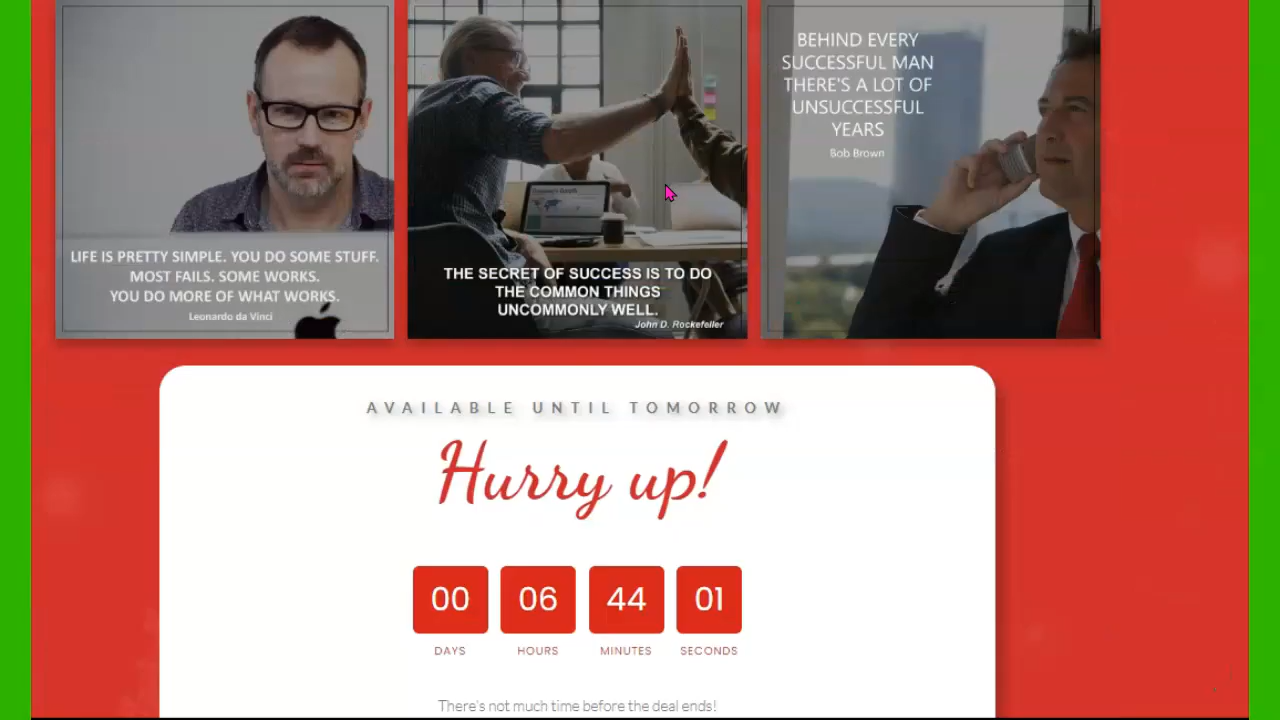 LIFE IS PRETTY SIMPLE. YOU DO SOME STUFF.
MOST FAILS. SOME WORKS.
YOU DO MORE OF WHAT WORKS.
Leonardo da Vinci
THE SECRET OF SUCCESS IS TO DO
THE COMMON THINGS
UNCOMMONLY WELL.
John D. Rockefeller
BEHIND EVERY
SUCCESSFUL MAN
THERE'S A LOT OF
UNSUCCESSFUL
YEARS
Bob Brown
AVAILABLE UNTIL TOMORROW
Hurry up!
00 06 44 01
DAYS HOURS MINUTES SECONDS
There's not much time before the deal ends!